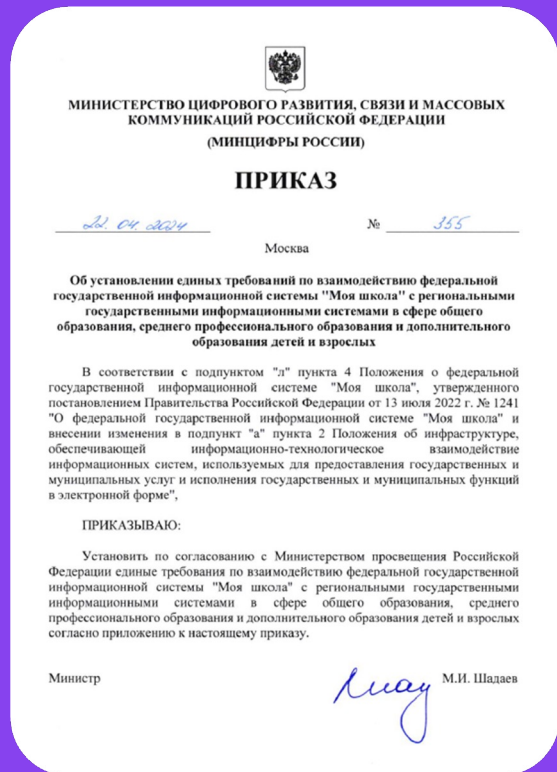 МИНИСТЕРСТВО ЦИФРОВОГО РАЗВИТИЯ, СВЯЗИ И МАССОВЫХ
КОММУНИКАЦИЙ РОССИЙСКОЙ ФЕДЕРАЦИИ
(МИНЦИФРЫ РОССИИ)
ПРИКАЗ
22. 04. 2024 № 355
Москва
Об установлении единых требований по взаимодействию федеральной
государственной информационной системы "Моя школа" с региональными
государственными информационными системами в сфере общего
образования, среднего профессионального образования и дополнительного
образования детей и взрослых
В соответствии с подпунктом "л" пункта 4 Положения о федеральной
государственной информационной системе "Моя школа", утвержденного
постановлением Правительства Российской Федерации от 13 июля 2022 г. № 1241
"О федеральной государственной информационной системе "Моя школа" и
внесении изменения в подпункт "а" пункта 2 Положения об инфраструктуре,
обеспечивающей информационно-технологическое взаимодействие
информационных систем, используемых для предоставления государственных и
муниципальных услуг и исполнения государственных и муниципальных функций
в электронной форме",
ПРИКАЗЫВАЮ:
Установить по согласованию с Министерством просвещения Российской
Федерации единые требования по взаимодействию федеральной государственной
информационной системы "Моя школа" с региональными государственными
информационными системами в сфере общего образования, среднего
профессионального образования и дополнительного образования детей и взрослых
согласно приложению к настоящему приказу.
Министр М.И. Шадаев